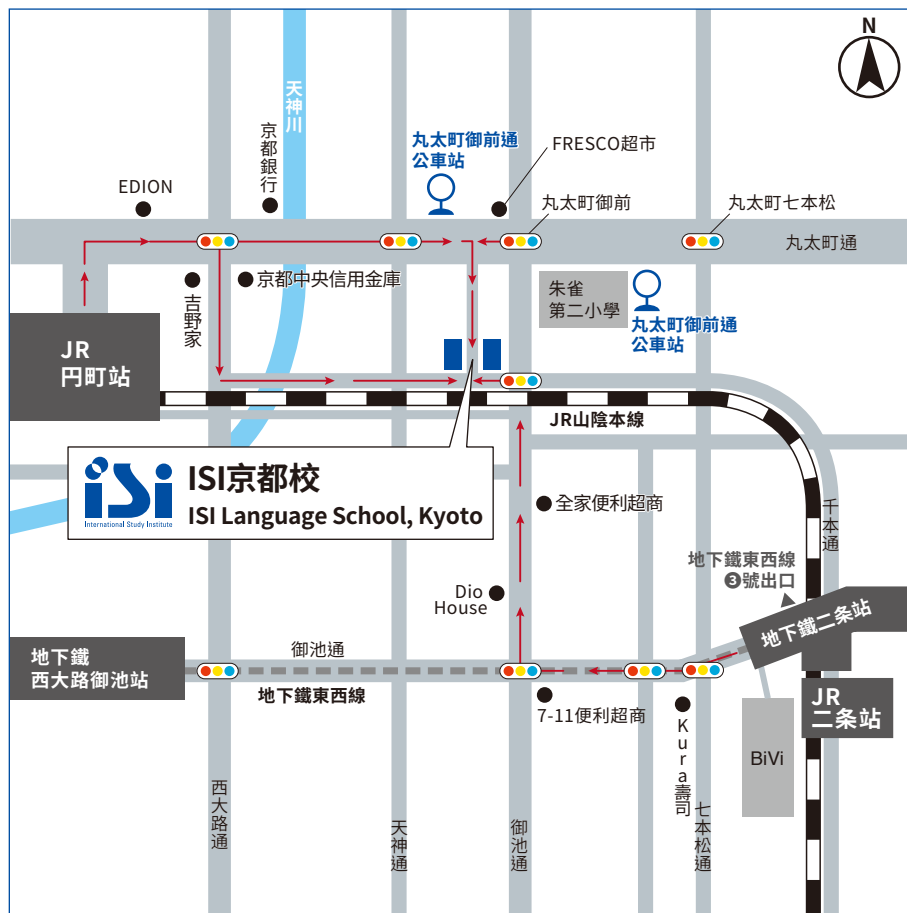 N
天神川
京都銀行
丸太町御前通
公車站
FRESCO超市
EDION
丸太町御前
丸太町七本松
丸太町通
吉野家
京都中央信用金庫
朱雀
第二小學
丸太町御前通
公車站
JR
円町站
JR山陰本線
iSi
International Study Institute
ISI京都校
ISI Language School, Kyoto
全家便利超商
千本通
地下鐵東西線
❸號出口
Dio
House
地下鐵二条站
地下鐵
西大路御池站
御池通
地下鐵東西線
7-11便利超商
Kura壽司
JR
二条站
BiVi
西大路通
天神通
御池通
七本松通